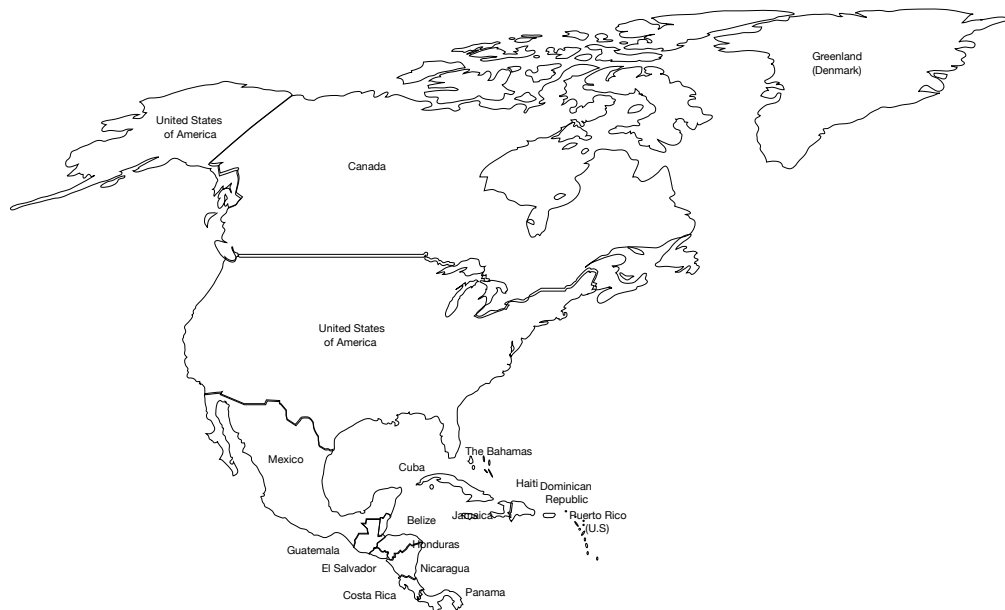 Greenland
(Denmark)
United States
of America
Canada
United States
of America
The Bahamas
Mexico
Cuba
Haiti
Dominican
Republic
Jamaica
Puerto Rico
(U.S)
Belize
Honduras
Guatemala
El Salvador
Nicaragua
Costa Rica
Panama